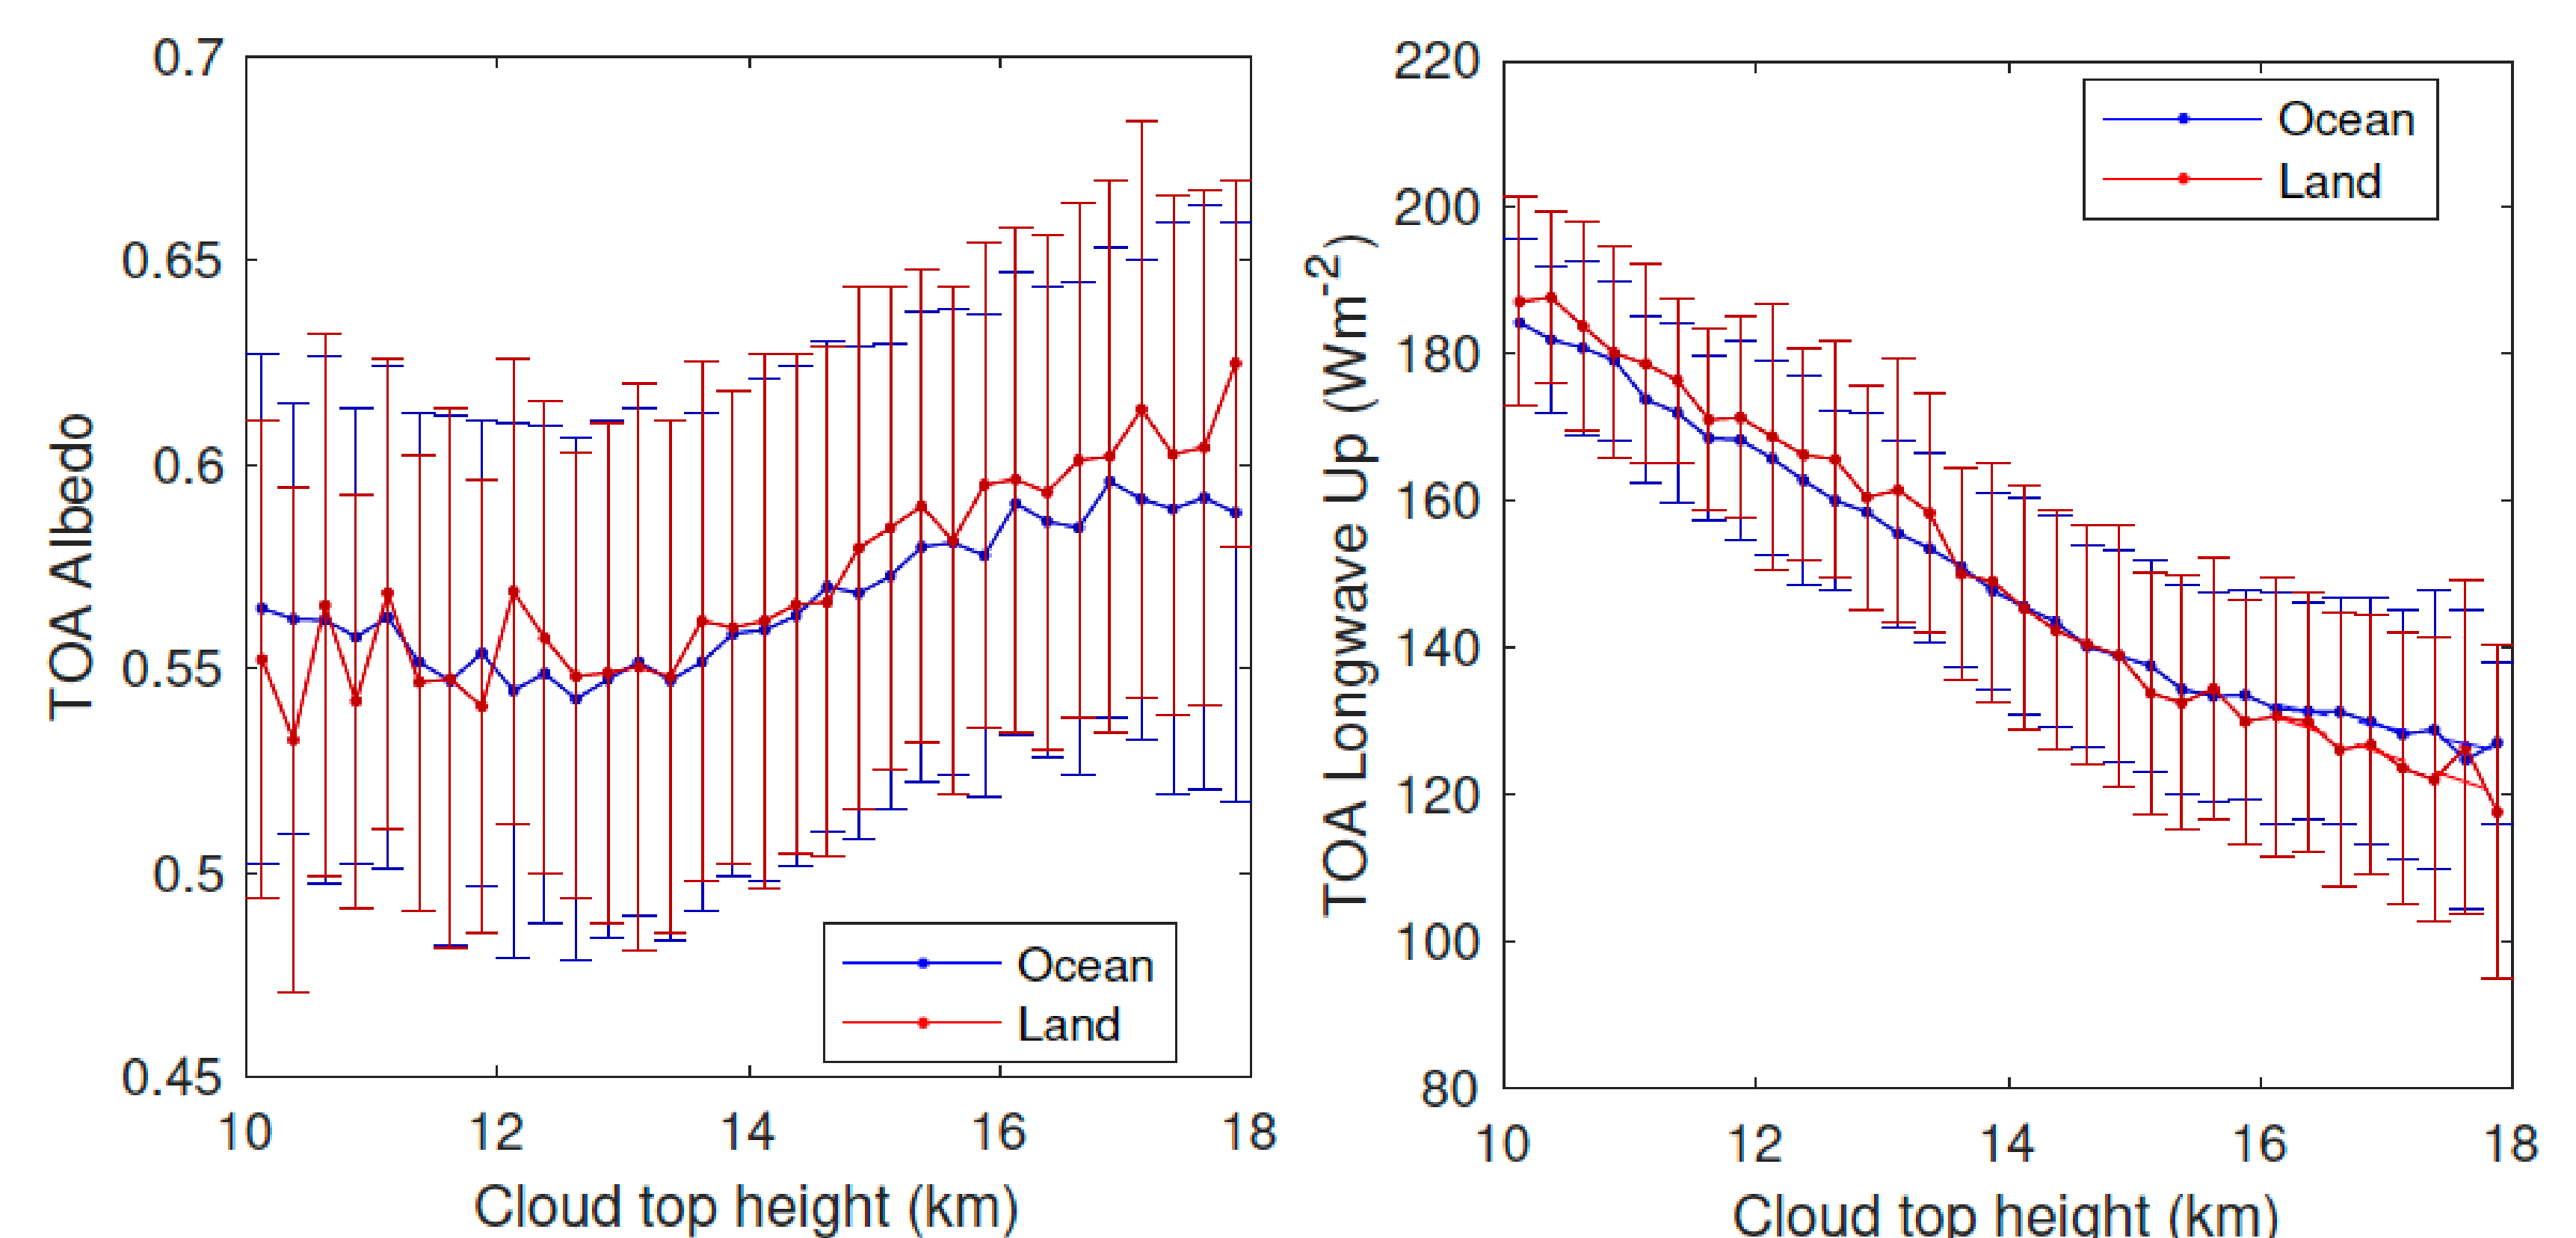 TOA Albedo
0.7
0.65
0.6
0.55
0.5
0.45
10 12 14 16 18
Cloud top height (km)
Ocean
Land
TOA Longwave Up (Wm-2)
220
200
180
160
140
120
100
80
10 12 14 16 18
Cloud top height (km)
Ocean
Land